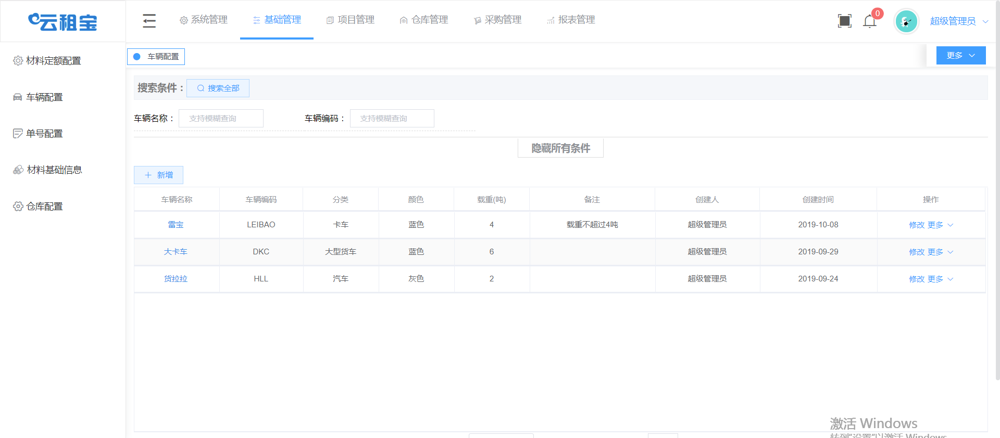 云租宝
系统管理 基础管理 项目管理 仓库管理 采购管理 报表管理 0 超级管理员
材料定额配置
车辆配置
单号配置
材料基础信息
仓库配置
车辆配置 更多
搜索条件： 搜索全部
车辆名称： 支持模糊查询 车辆编码： 支持模糊查询
隐藏所有条件
新增
车辆名称 车辆编码 分类 颜色 载重(吨) 备注 创建人 创建时间 操作
雷宝 LEIBAO 卡车 蓝色 4 载重不超过4吨 超级管理员 2019-10-08 修改 更多
大卡车 DKC 大型货车 蓝色 6 超级管理员 2019-09-29 修改 更多
货拉拉 HLL 汽车 灰色 2 超级管理员 2019-09-24 修改 更多
激活 Windows
转到"设置"以激活 Windows